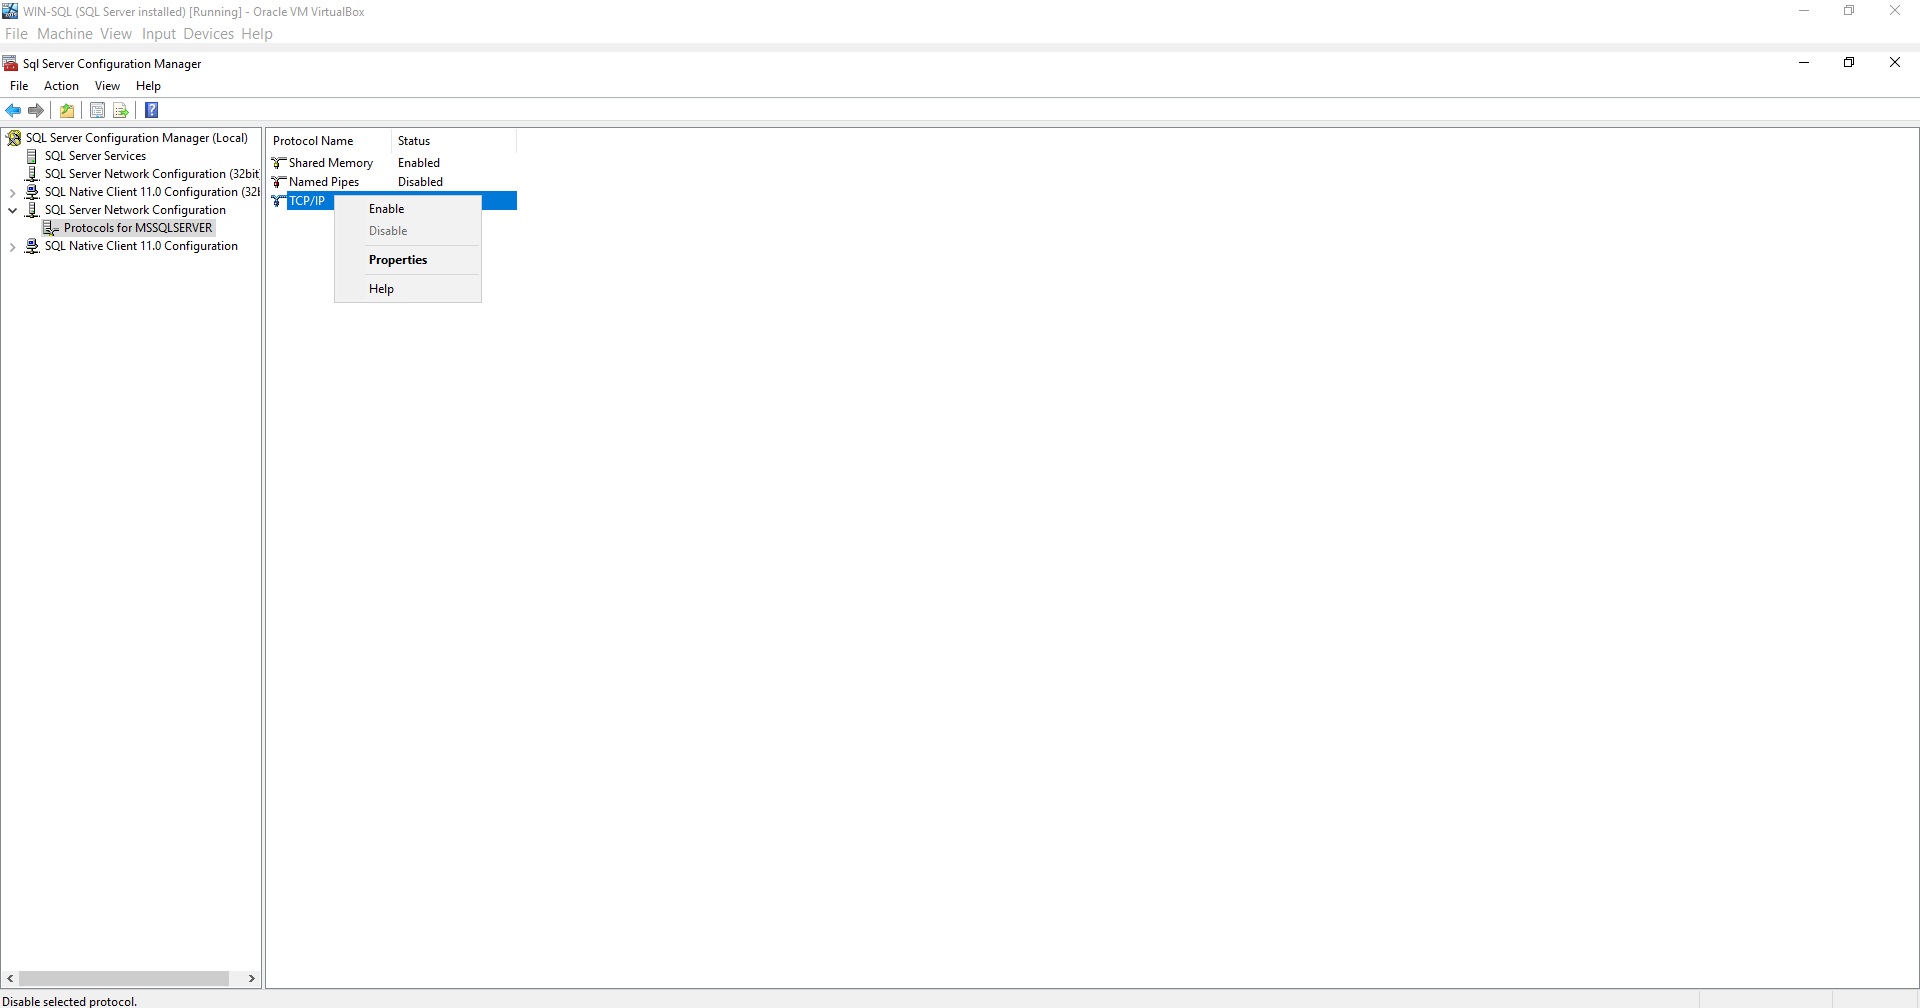 WIN-SQL (SQL Server installed) [Running] - Oracle VM VirtualBox
File Machine View Input Devices Help
Sql Server Configuration Manager
File Action View Help
SQL Server Configuration Manager (Local)
SQL Server Services
SQL Server Network Configuration (32bit
SQL Native Client 11.0 Configuration (32b
SQL Server Network Configuration
Protocols for MSSQLSERVER
SQL Native Client 11.0 Configuration
Protocol Name Status
Shared Memory Enabled
Named Pipes Disabled
TCP/IP
Enable
Disable
Properties
Help
Disable selected protocol.